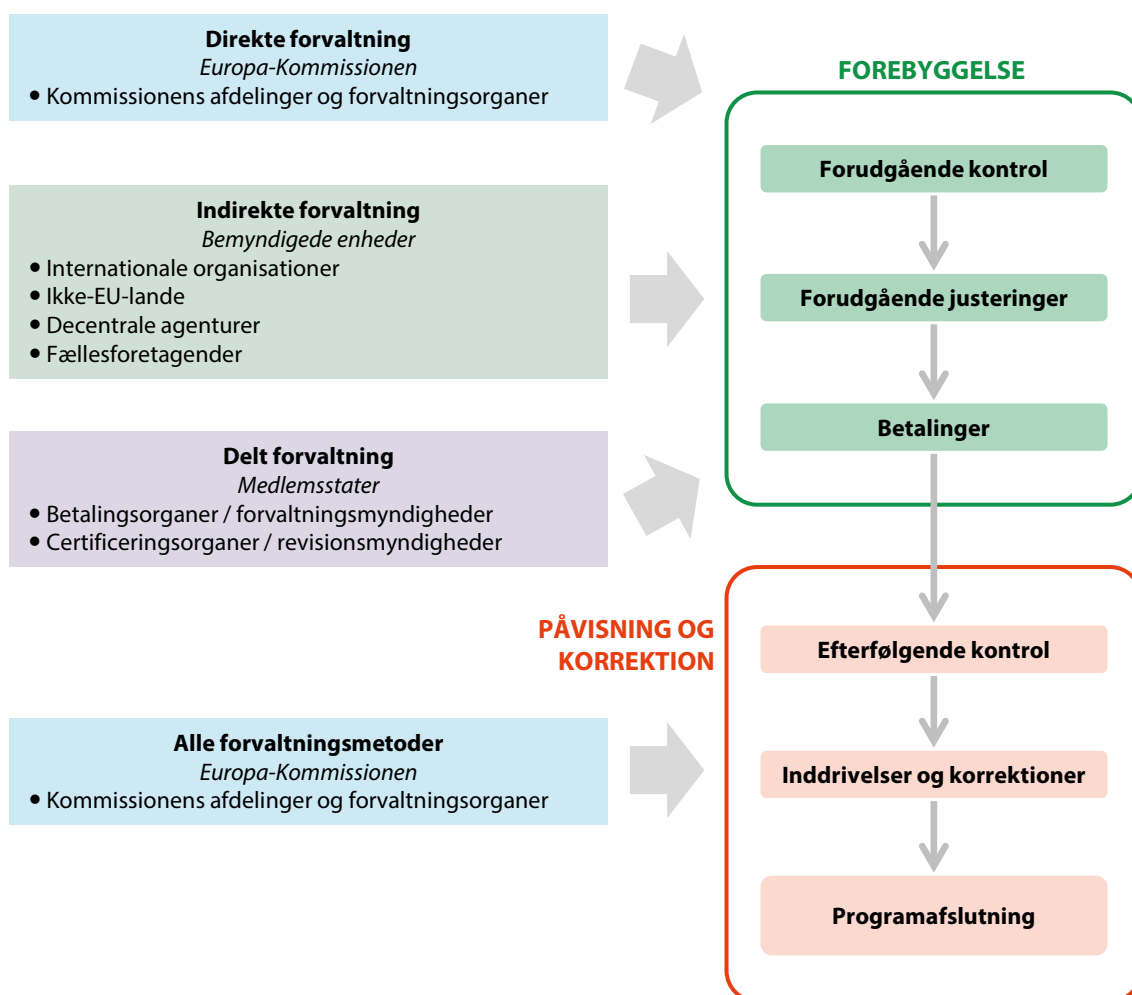 Direkte forvaltning
Europa-Kommissionen
• Kommissionens afdelinger og forvaltningsorganer
Indirekte forvaltning
Bemyndigede enheder
• Internationale organisationer
• Ikke-EU-lande
• Decentrale agenturer
• Fællesforetagender
Delt forvaltning
Medlemsstater
• Betalingsorganer / forvaltningsmyndigheder
• Certificeringsorganer / revisionsmyndigheder
Alle forvaltningsmetoder
Europa-Kommissionen
• Kommissionens afdelinger og forvaltningsorganer
FOREBYGGELSE
Forudgående kontrol
Forudgående justeringer
Betalinger
PÅVISNING OG
KORREKTION
Efterfølgende kontrol
Inddrivelser og korrektioner
Programafslutning